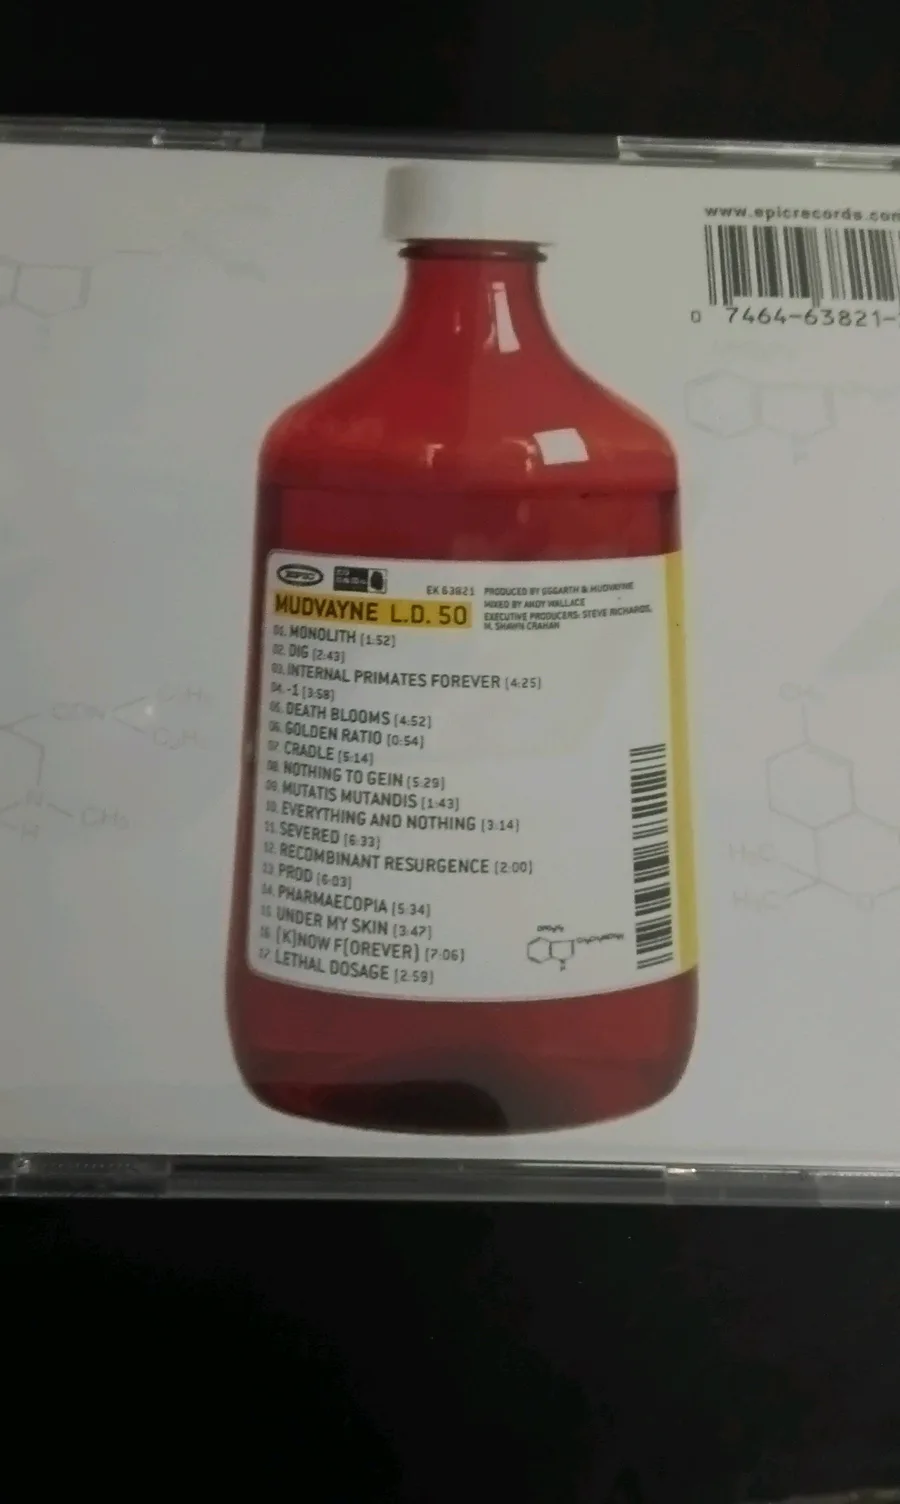 www.epicrecords.com
0 7464-63821-
EPIC
EK 63821
PRODUCED BY GGGARTH & MUDVAYNE
MIXED BY ANDY WALLACE
EXECUTIVE PRODUCERS: STEVE RICHARDS,
M. SHAWN CRAHAN
MUDVAYNE L.D. 50
01. MONOLITH [1:52]
02. DIG [2:43]
03. INTERNAL PRIMATES FOREVER [4:25]
04. -1 [3:58]
05. DEATH BLOOMS [4:52]
06. GOLDEN RATIO [0:54]
07. CRADLE [5:14]
08. NOTHING TO GEIN [5:29]
09. MUTATIS MUTANDIS [1:43]
10. EVERYTHING AND NOTHING [3:14]
11. SEVERED [6:33]
12. RECOMBINANT RESURGENCE [2:00]
13. PROD [6:03]
14. PHARMAECOPIA [5:34]
15. UNDER MY SKIN [3:47]
16. [K]NOW F[OREVER] [7:06]
17. LETHAL DOSAGE [2:59]
CON
C₂H₅
N
CH₃
H
H₃C
H₃C
O